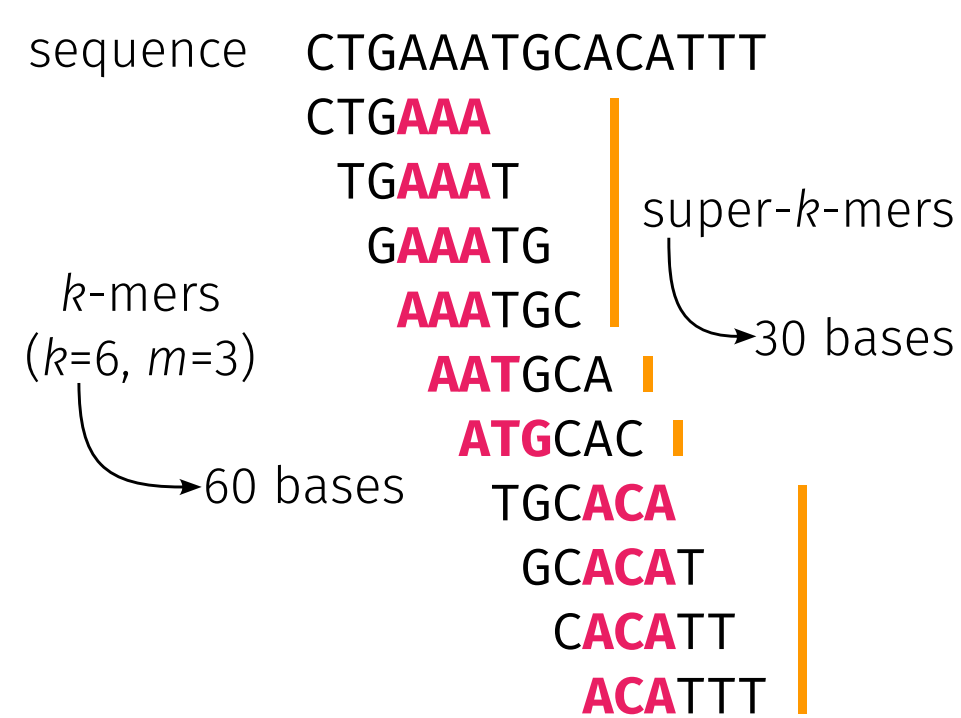 sequence CTGAAATGCACATTT
CTGAAA
TGAAAT
super-k-mers
GAAATG
k-mers
AAATGC
30 bases
(k=6, m=3)
AATGCA
ATGCAC
60 bases
TGCACA
GCACAT
CACATT
ACATTT